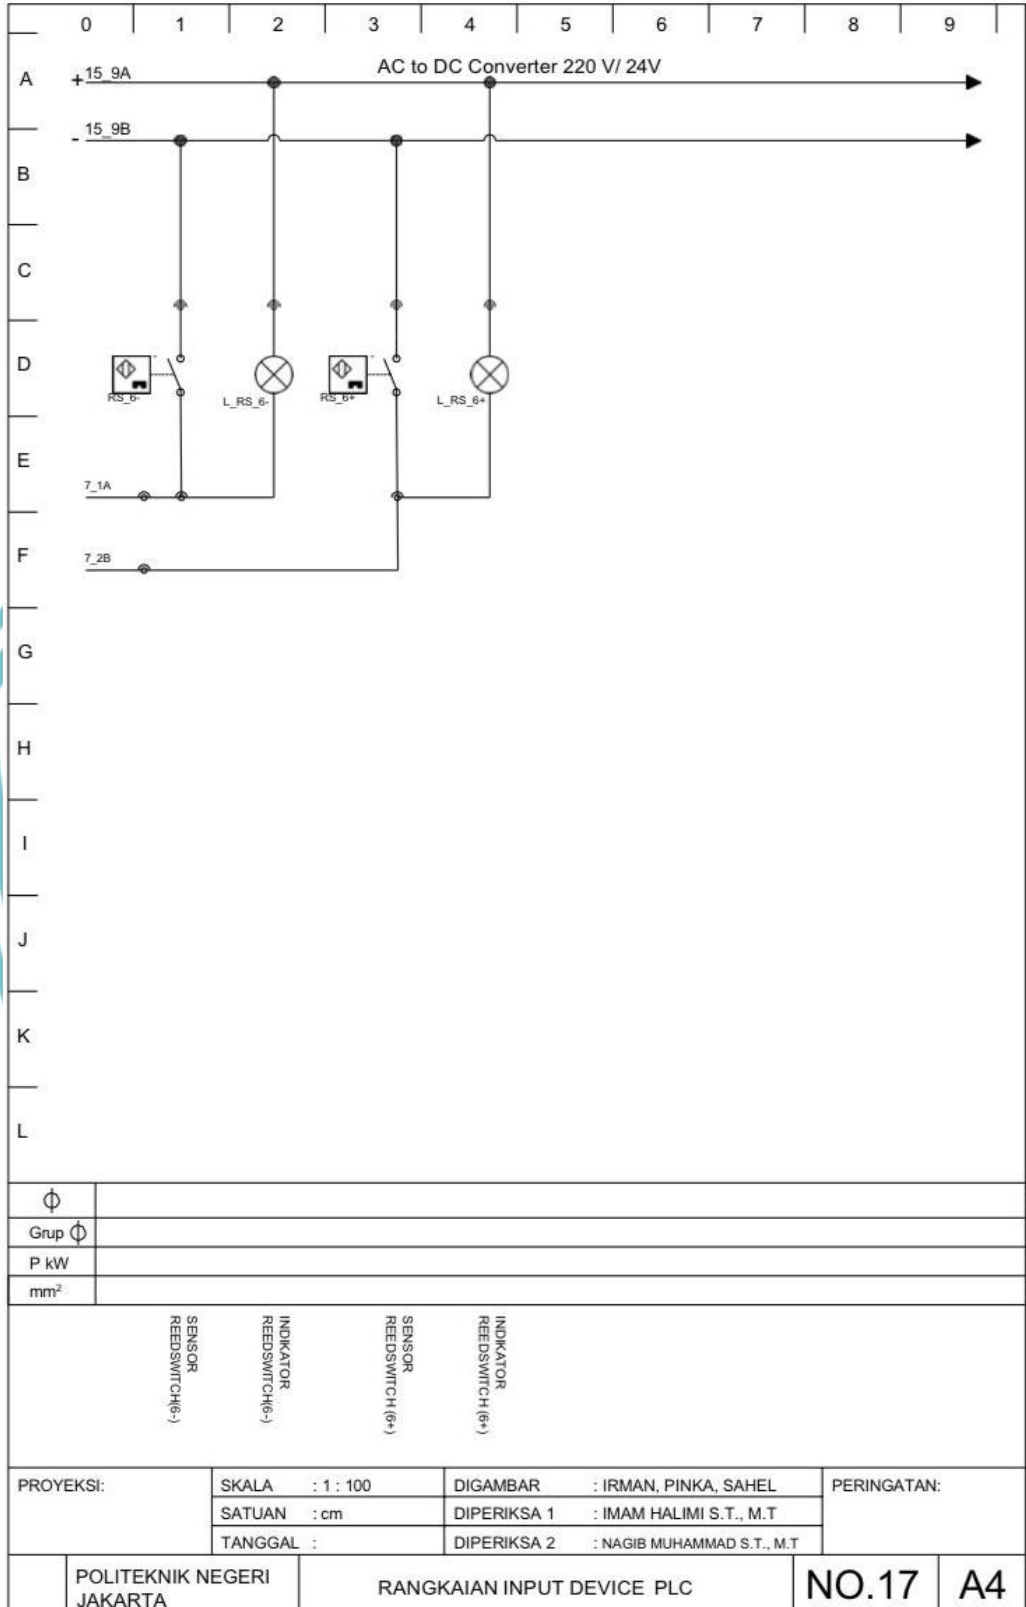 0 1 2 3 4 5 6 7 8 9
A
+ 15_9A
AC to DC Converter 220 V/ 24V
- 15_9B
B
C
D
RS_6-
L_RS_6-
RS_6+
L_RS_6+
E
7_1A
F
7_2B
G
H
I
J
K
L
Φ
Grup Φ
P kW
mm²
SENSOR
REEDSWITCH(6-)
INDIKATOR
REEDSWITCH(6-)
SENSOR
REEDSWITCH (6+)
INDIKATOR
REEDSWITCH (6+)
PROYEKSI:
SKALA : 1 : 100
DIGAMBAR : IRMAN, PINKA, SAHEL
PERINGATAN:
SATUAN : cm
DIPERIKSA 1 : IMAM HALIMI S.T., M.T
TANGGAL :
DIPERIKSA 2 : NAGIB MUHAMMAD S.T., M.T
POLITEKNIK NEGERI
JAKARTA
RANGKAIAN INPUT DEVICE PLC
NO.17
A4